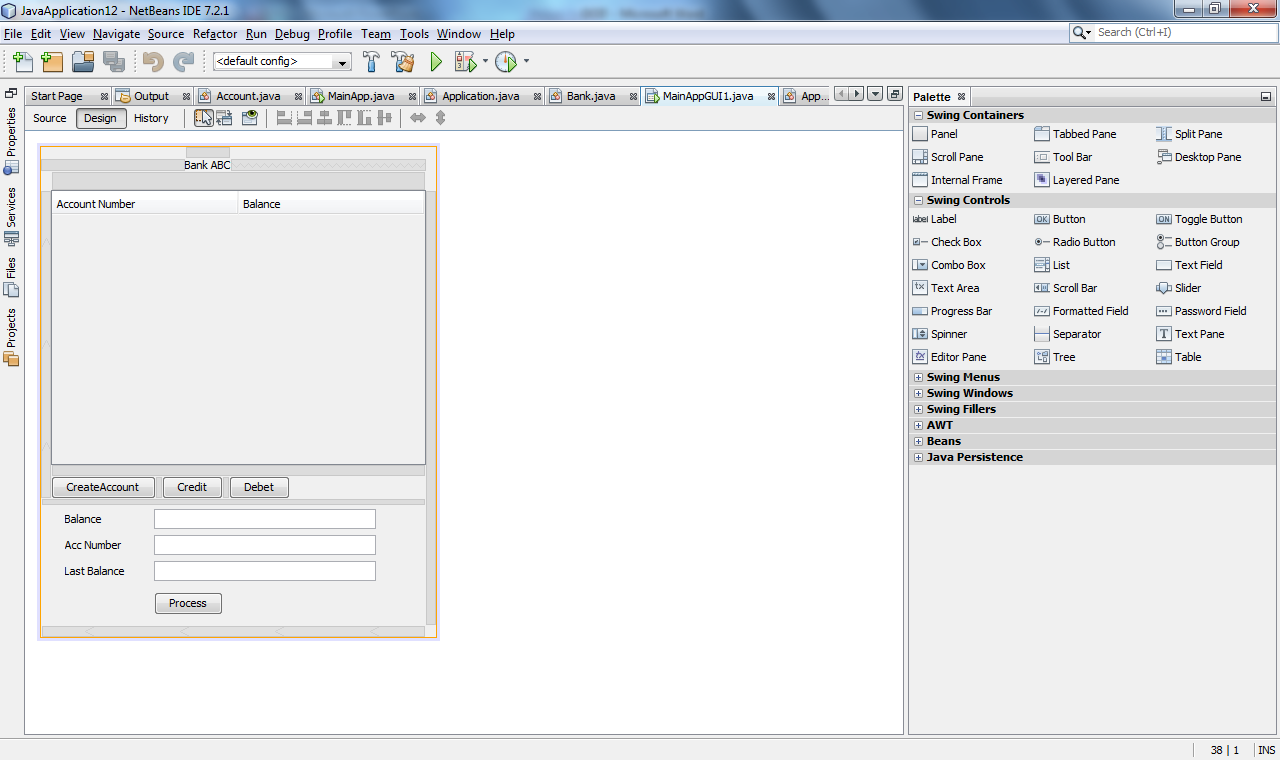 JavaApplication12 - NetBeans IDE 7.2.1
File Edit View Navigate Source Refactor Run Debug Profile Team Tools Window Help
Search (Ctrl+I)
<default config>
Start Page Output Account.java MainApp.java Application.java Bank.java MainAppGUI1.java App...
Source Design History
Properties
Services
Files
Projects
Bank ABC
Account Number Balance
CreateAccount Credit Debet
Balance
Acc Number
Last Balance
Process
Palette
Swing Containers
Panel Tabbed Pane Split Pane
Scroll Pane Tool Bar Desktop Pane
Internal Frame Layered Pane
Swing Controls
label Label OK Button ON Toggle Button
Check Box Radio Button Button Group
Combo Box List Text Field
Text Area Scroll Bar Slider
Progress Bar Formatted Field Password Field
Spinner Separator T Text Pane
Editor Pane Tree Table
Swing Menus
Swing Windows
Swing Fillers
AWT
Beans
Java Persistence
38 | 1 INS